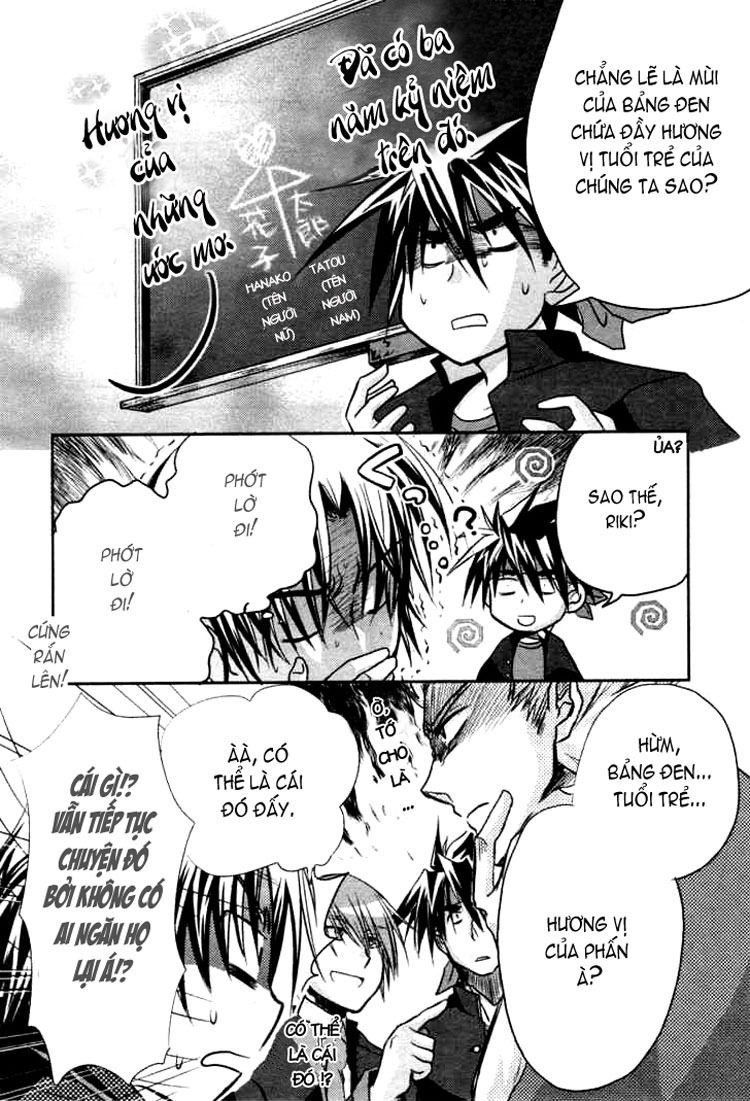 CHẲNG LẼ LÀ MÙI
CỦA BẢNG ĐEN
CHỨA ĐẦY HƯƠNG
VỊ TUỔI TRẺ CỦA
CHÚNG TA SAO?
Đã có ba
năm kỷ niệm
trên đó.
Hương vị
của
những
ước mơ.
太郎
花子
TATOU
(TÊN
NGƯỜI
NAM)
HANAKO
(TÊN
NGƯỜI
NỮ)
ỦA?
SAO THẾ,
RIKI?
?
PHỚT
LỜ
ĐI!
PHỚT
LỜ
ĐI!
CỨNG
RẮN
LÊN!
HỪM,
BẢNG ĐEN...
TUỔI TRẺ...
HƯƠNG VỊ
CỦA PHẤN
À?
Ờ,
TỚ
CHO
LÀ
...
ÀÀ, CÓ
THỂ LÀ CÁI
ĐÓ ĐẤY.
CÓ THỂ
LÀ CÁI
ĐÓ!?
CÁI GÌ!?
VẪN TIẾP TỤC
CHUYỆN ĐÓ
BỞI KHÔNG CÓ
AI NGĂN HỌ
LẠI Á!?